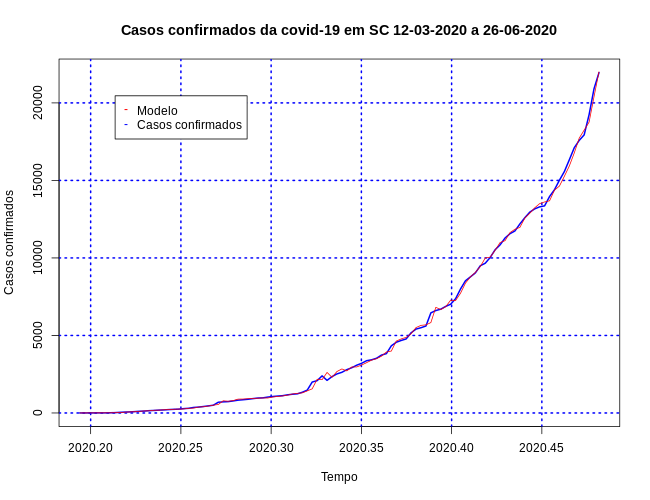 Casos confirmados da covid-19 em SC 12-03-2020 a 26-06-2020
Modelo
Casos confirmados
Casos confirmados
20000
15000
10000
5000
0
2020.20 2020.25 2020.30 2020.35 2020.40 2020.45
Tempo